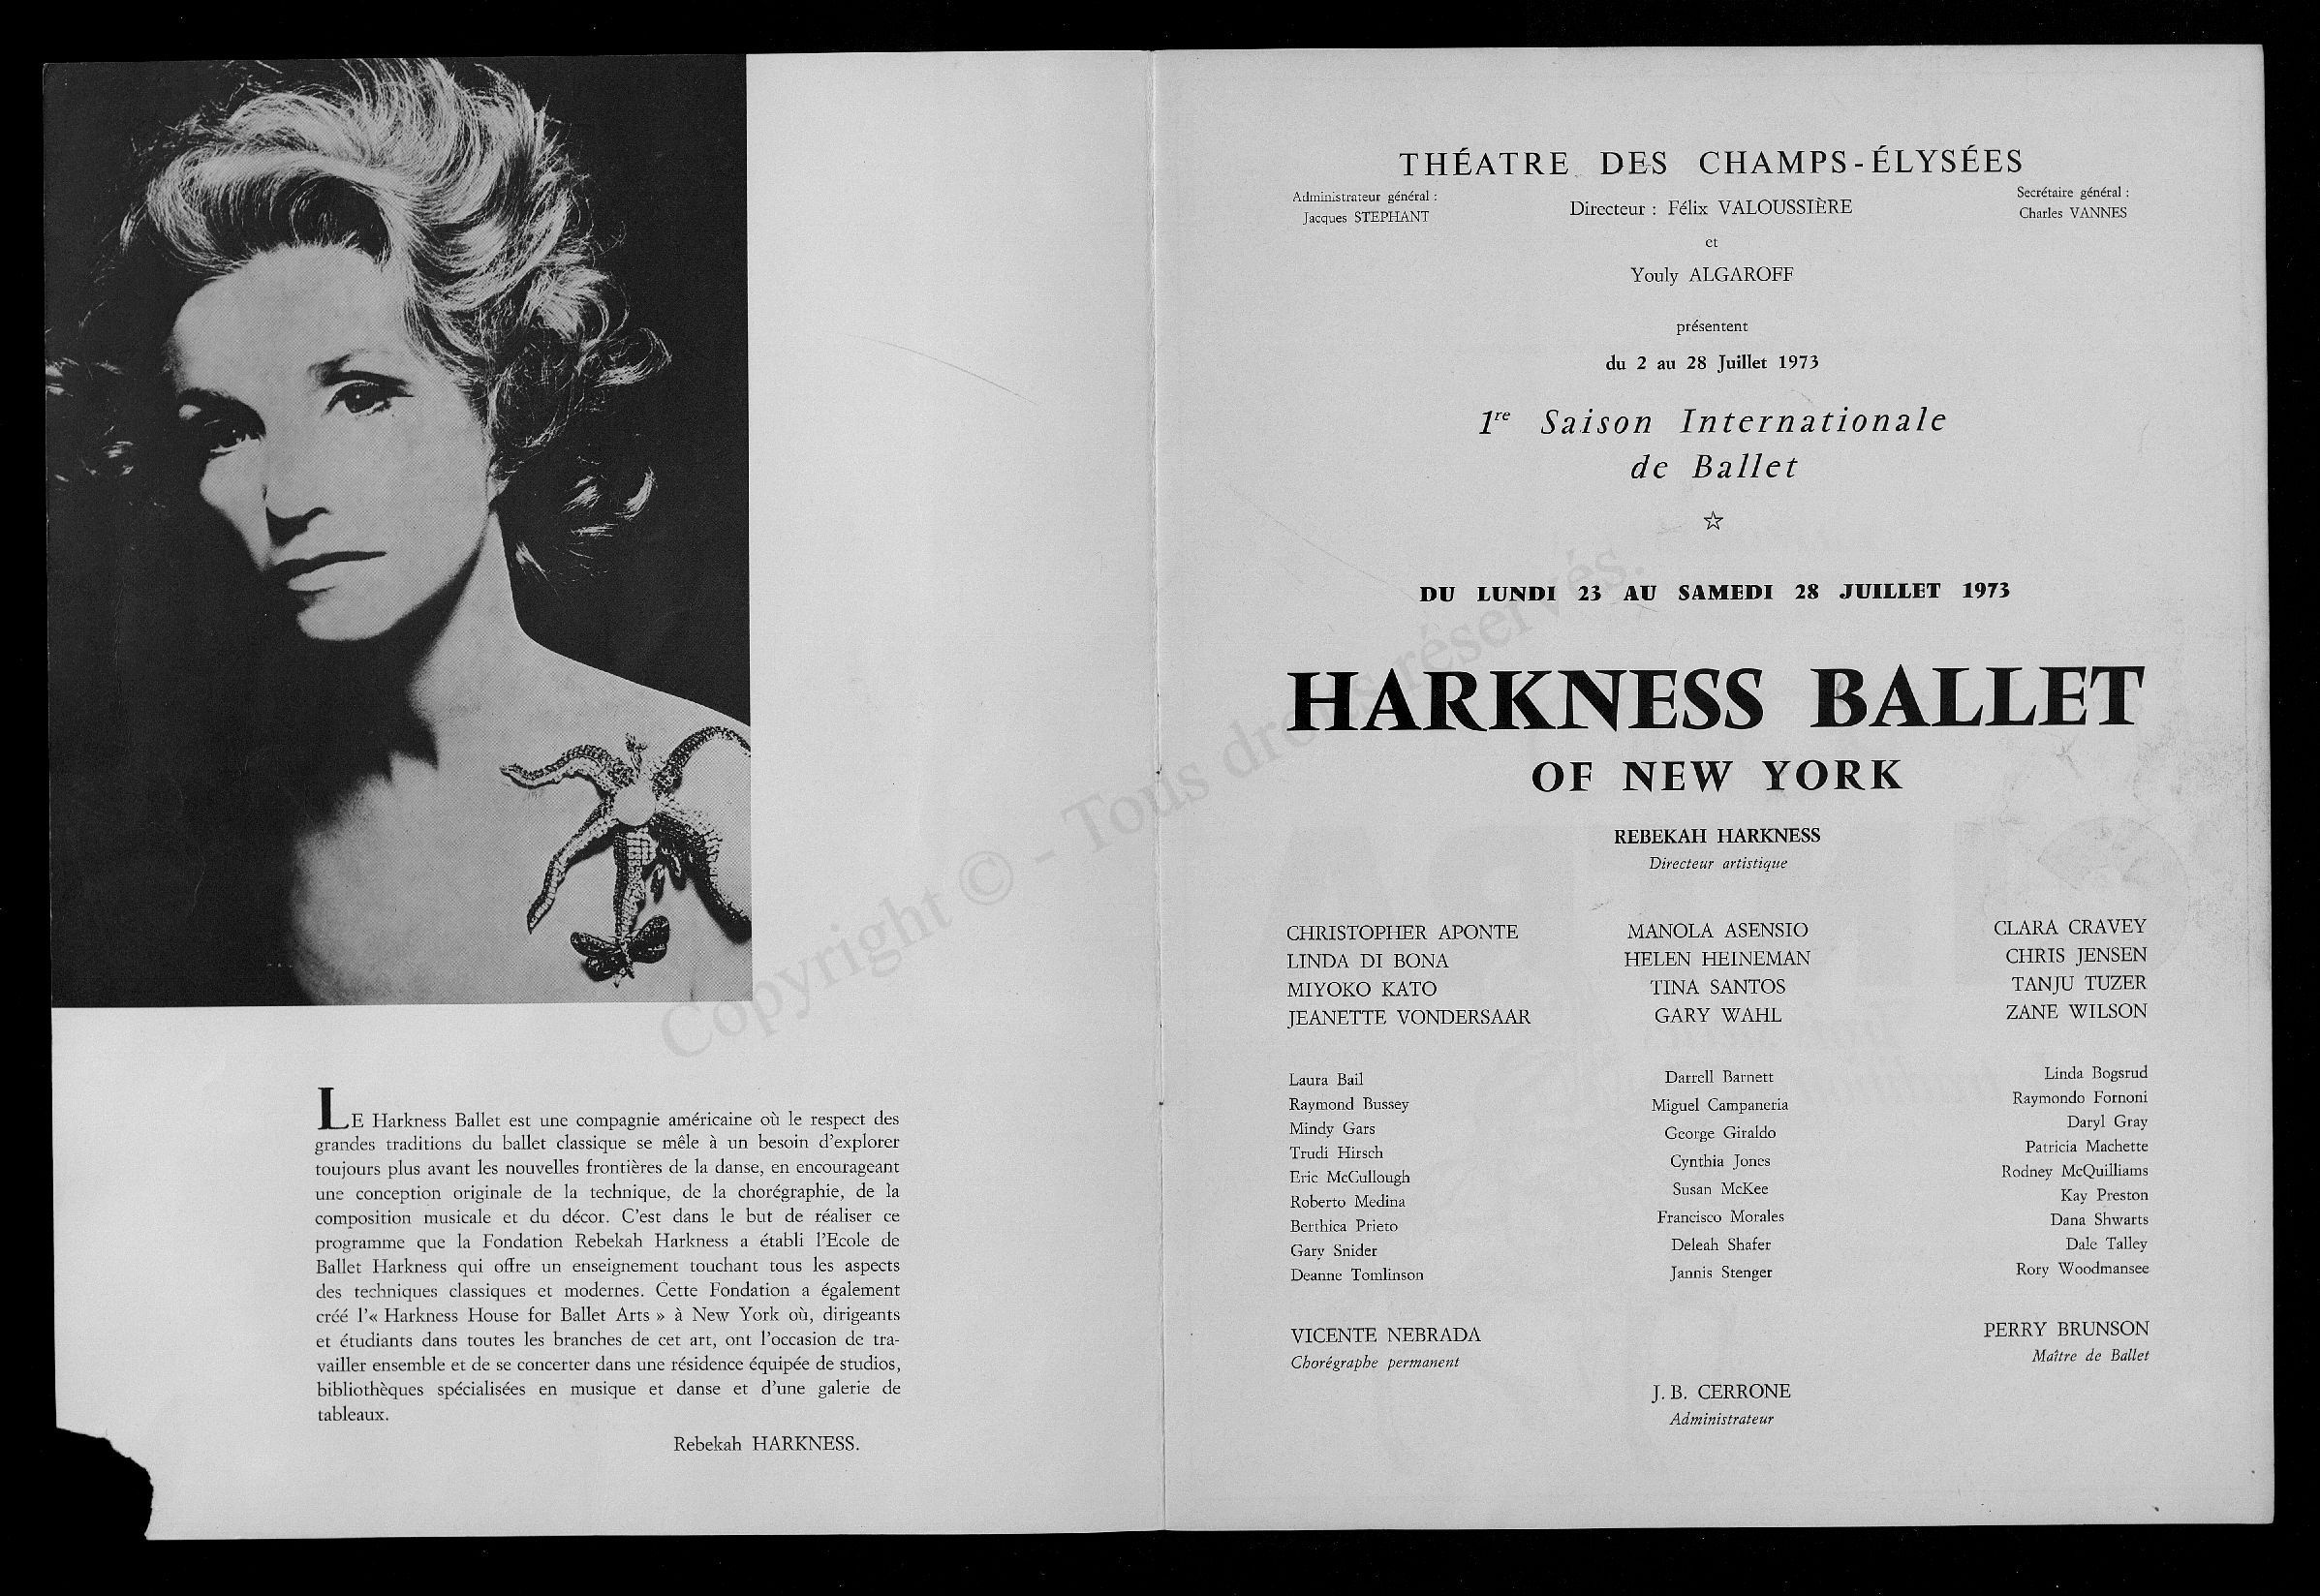 LE Harkness Ballet est une compagnie américaine où le respect des
grandes traditions du ballet classique se mêle à un besoin d'explorer
toujours plus avant les nouvelles frontières de la danse, en encourageant
une conception originale de la technique, de la chorégraphie, de la
composition musicale et du décor. C'est dans le but de réaliser ce
programme que la Fondation Rebekah Harkness a établi l'Ecole de
Ballet Harkness qui offre un enseignement touchant tous les aspects
des techniques classiques et modernes. Cette Fondation a également
créé l'« Harkness House for Ballet Arts » à New York où, dirigeants
et étudiants dans toutes les branches de cet art, ont l'occasion de tra-
vailler ensemble et de se concerter dans une résidence équipée de studios,
bibliothèques spécialisées en musique et danse et d'une galerie de
tableaux.
Rebekah HARKNESS.
THÉATRE DES CHAMPS-ÉLYSÉES
Administrateur général :
Jacques STEPHANT
Directeur : Félix VALOUSSIÈRE
Secrétaire général :
Charles VANNES
et
Youly ALGAROFF
présentent
du 2 au 28 Juillet 1973
1re Saison Internationale
de Ballet
☆
DU LUNDI 23 AU SAMEDI 28 JUILLET 1973
HARKNESS BALLET
OF NEW YORK
REBEKAH HARKNESS
Directeur artistique
CHRISTOPHER APONTE
LINDA DI BONA
MIYOKO KATO
JEANETTE VONDERSAAR
MANOLA ASENSIO
HELEN HEINEMAN
TINA SANTOS
GARY WAHL
CLARA CRAVEY
CHRIS JENSEN
TANJU TUZER
ZANE WILSON
Laura Bail
Raymond Bussey
Mindy Gars
Trudi Hirsch
Eric McCullough
Roberto Medina
Berthica Prieto
Gary Snider
Deanne Tomlinson
Darrell Barnett
Miguel Campaneria
George Giraldo
Cynthia Jones
Susan McKee
Francisco Morales
Deleah Shafer
Jannis Stenger
Linda Bogsrud
Raymondo Fornoni
Daryl Gray
Patricia Machette
Rodney McQuilliams
Kay Preston
Dana Shwarts
Dale Talley
Rory Woodmansee
VICENTE NEBRADA
Chorégraphe permanent
PERRY BRUNSON
Maître de Ballet
J. B. CERRONE
Administrateur
Copyright © - Tous droits réservés.